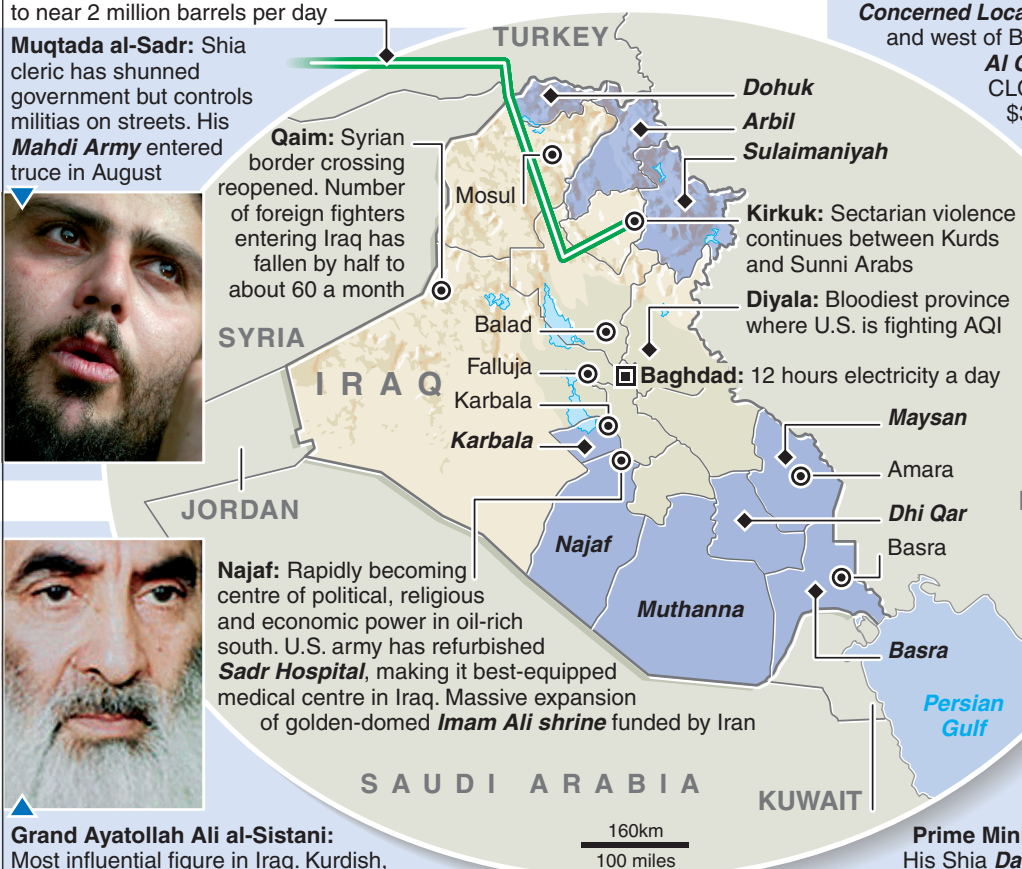 to near 2 million barrels per day
Muqtada al-Sadr: Shia
cleric has shunned
government but controls
militias on streets. His
Mahdi Army entered
truce in August
Concerned Loca
and west of B
Al
CLC
$3
TURKEY
Dohuk
Arbil
Sulaimaniyah
Qaim: Syrian
border crossing
reopened. Number
of foreign fighters
entering Iraq has
fallen by half to
about 60 a month
Mosul
Kirkuk: Sectarian violence
continues between Kurds
and Sunni Arabs
Diyala: Bloodiest province
where U.S. is fighting AQI
SYRIA
Balad
IRAQ
Falluja
Baghdad: 12 hours electricity a day
Karbala
Karbala
Maysan
Amara
JORDAN
Dhi Qar
Basra
Najaf
Muthanna
Basra
Najaf: Rapidly becoming
centre of political, religious
and economic power in oil-rich
south. U.S. army has refurbished
Sadr Hospital, making it best-equipped
medical centre in Iraq. Massive expansion
of golden-domed Imam Ali shrine funded by Iran
Persian
Gulf
SAUDI ARABIA
KUWAIT
160km
100 miles
Grand Ayatollah Ali al-Sistani:
Most influential figure in Iraq. Kurdish,
Prime Min
His Shia Da